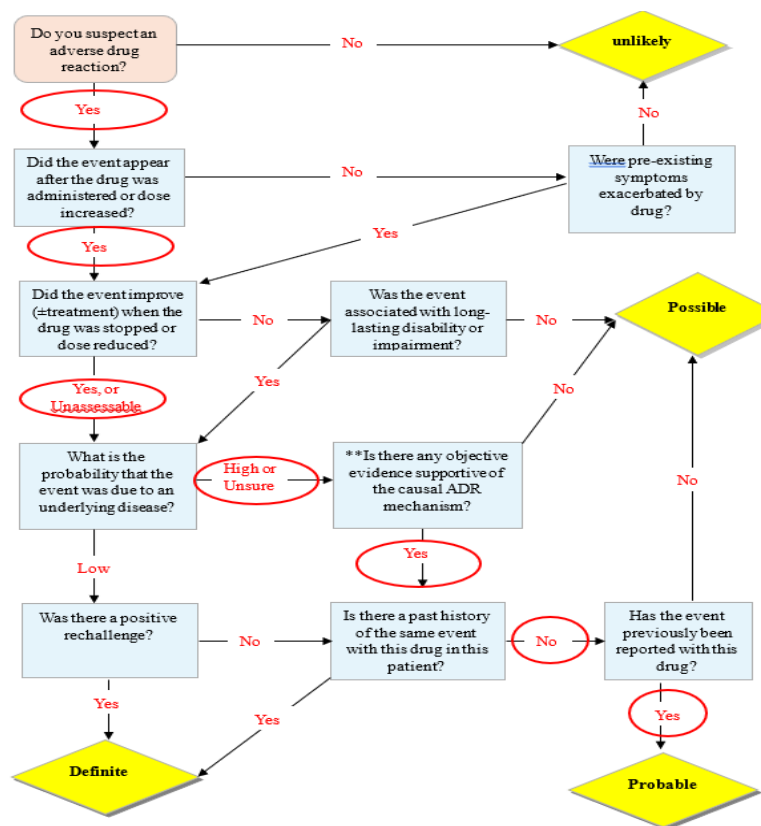 Do you suspect an
adverse drug
reaction?
No
unlikely
Yes
No
Did the event appear
after the drug was
administered or dose
increased?
No
Were pre-existing
symptoms
exacerbated by
drug?
Yes
Yes
Did the event improve
(±treatment) when the
drug was stopped or
dose reduced?
No
Was the event
associated with long-
lasting disability or
impairment?
No
Possible
Yes, or
Unassessable
Yes
No
What is the
probability that the
event was due to an
underlying disease?
High or
Unsure
**Is there any objective
evidence supportive of
the causal ADR
mechanism?
No
Low
Yes
Was there a positive
rechallenge?
No
Is there a past history
of the same event
with this drug in this
patient?
No
Has the event
previously been
reported with this
drug?
Yes
Yes
Yes
Definite
Probable